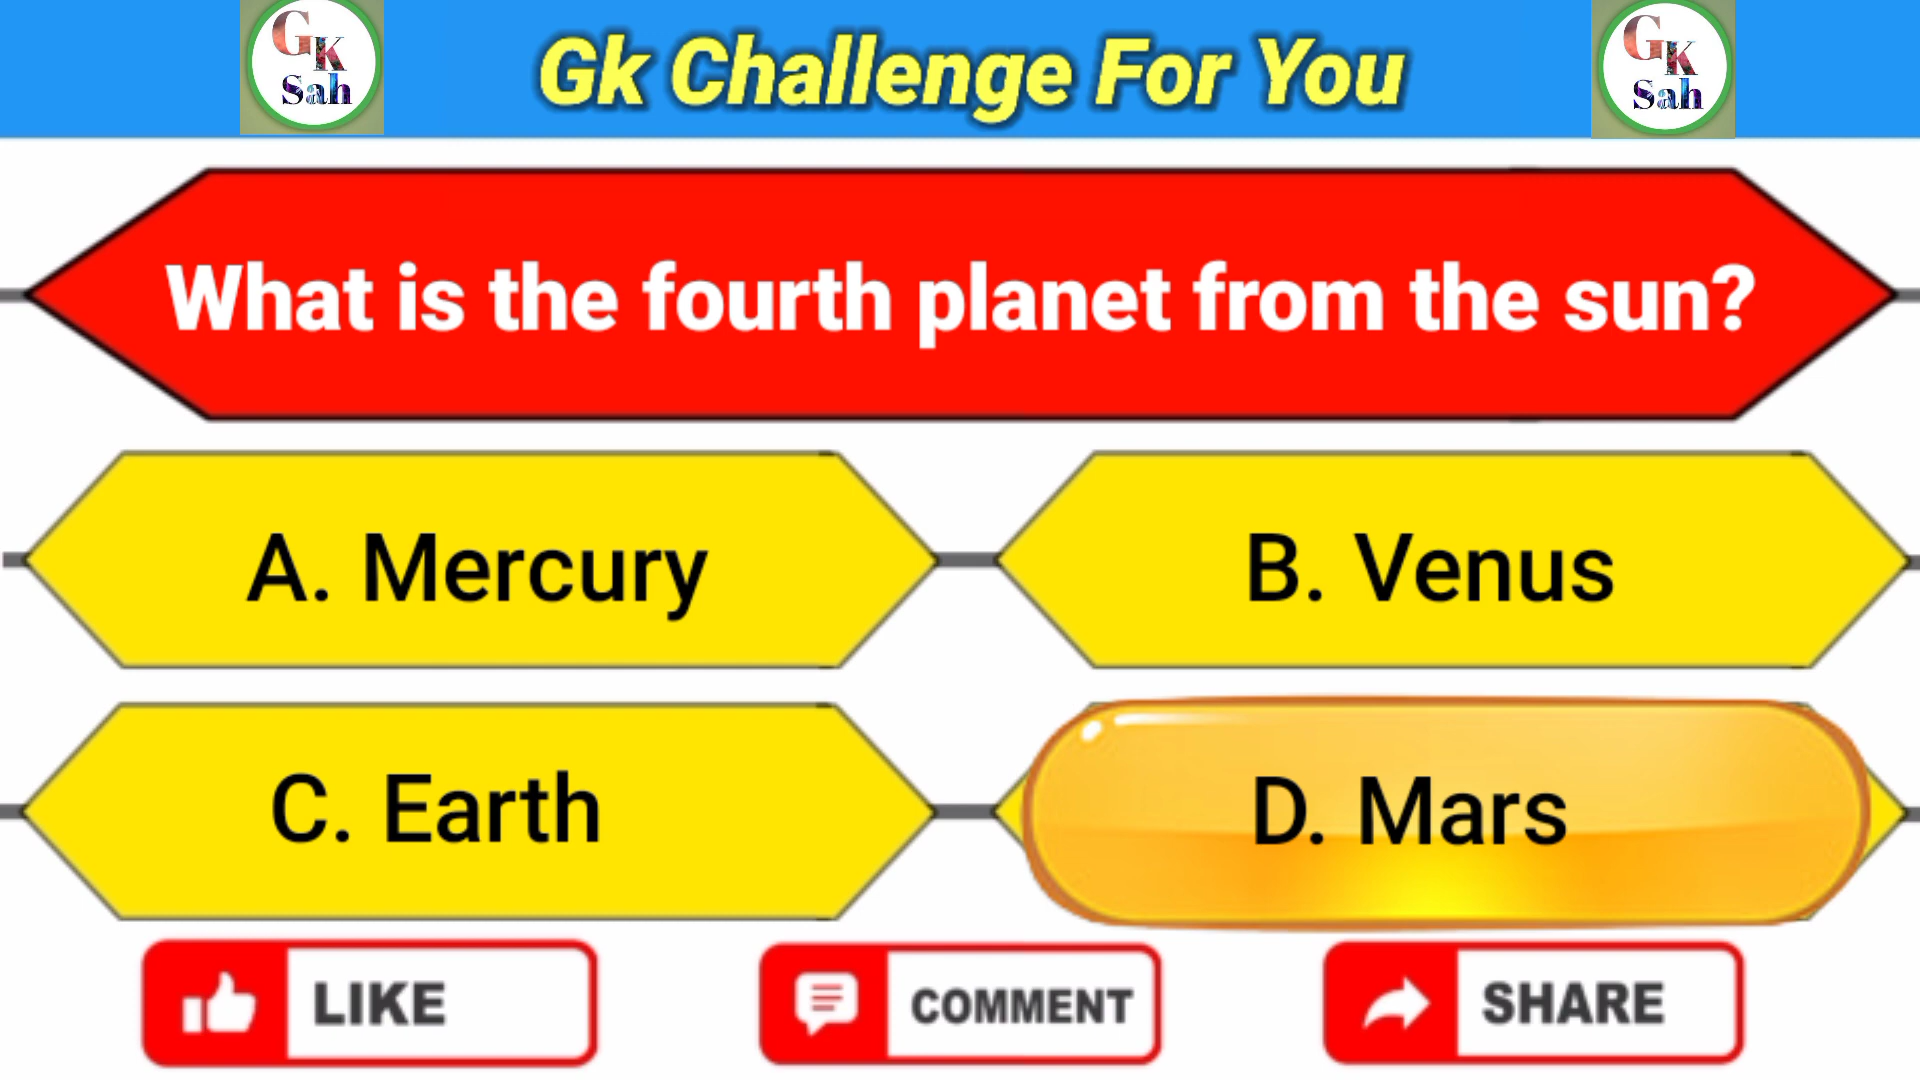 GK
Sah
Gk Challenge For You
GK
Sah
What is the fourth planet from the sun?
A. Mercury
B. Venus
C. Earth
D. Mars
LIKE
COMMENT
SHARE